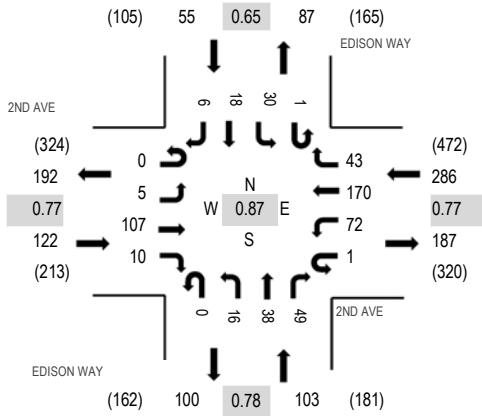 (105) 55 0.65 87 (165)
EDISON WAY
6 18 30 1
2ND AVE
(324) 0 43 (472)
192 5 N 170 286
0.77 W 0.87 E 0.77
122 107 S 72 187
(213) 10 1 (320)
0 16 38 49
2ND AVE
EDISON WAY
(162) 100 0.78 103 (181)